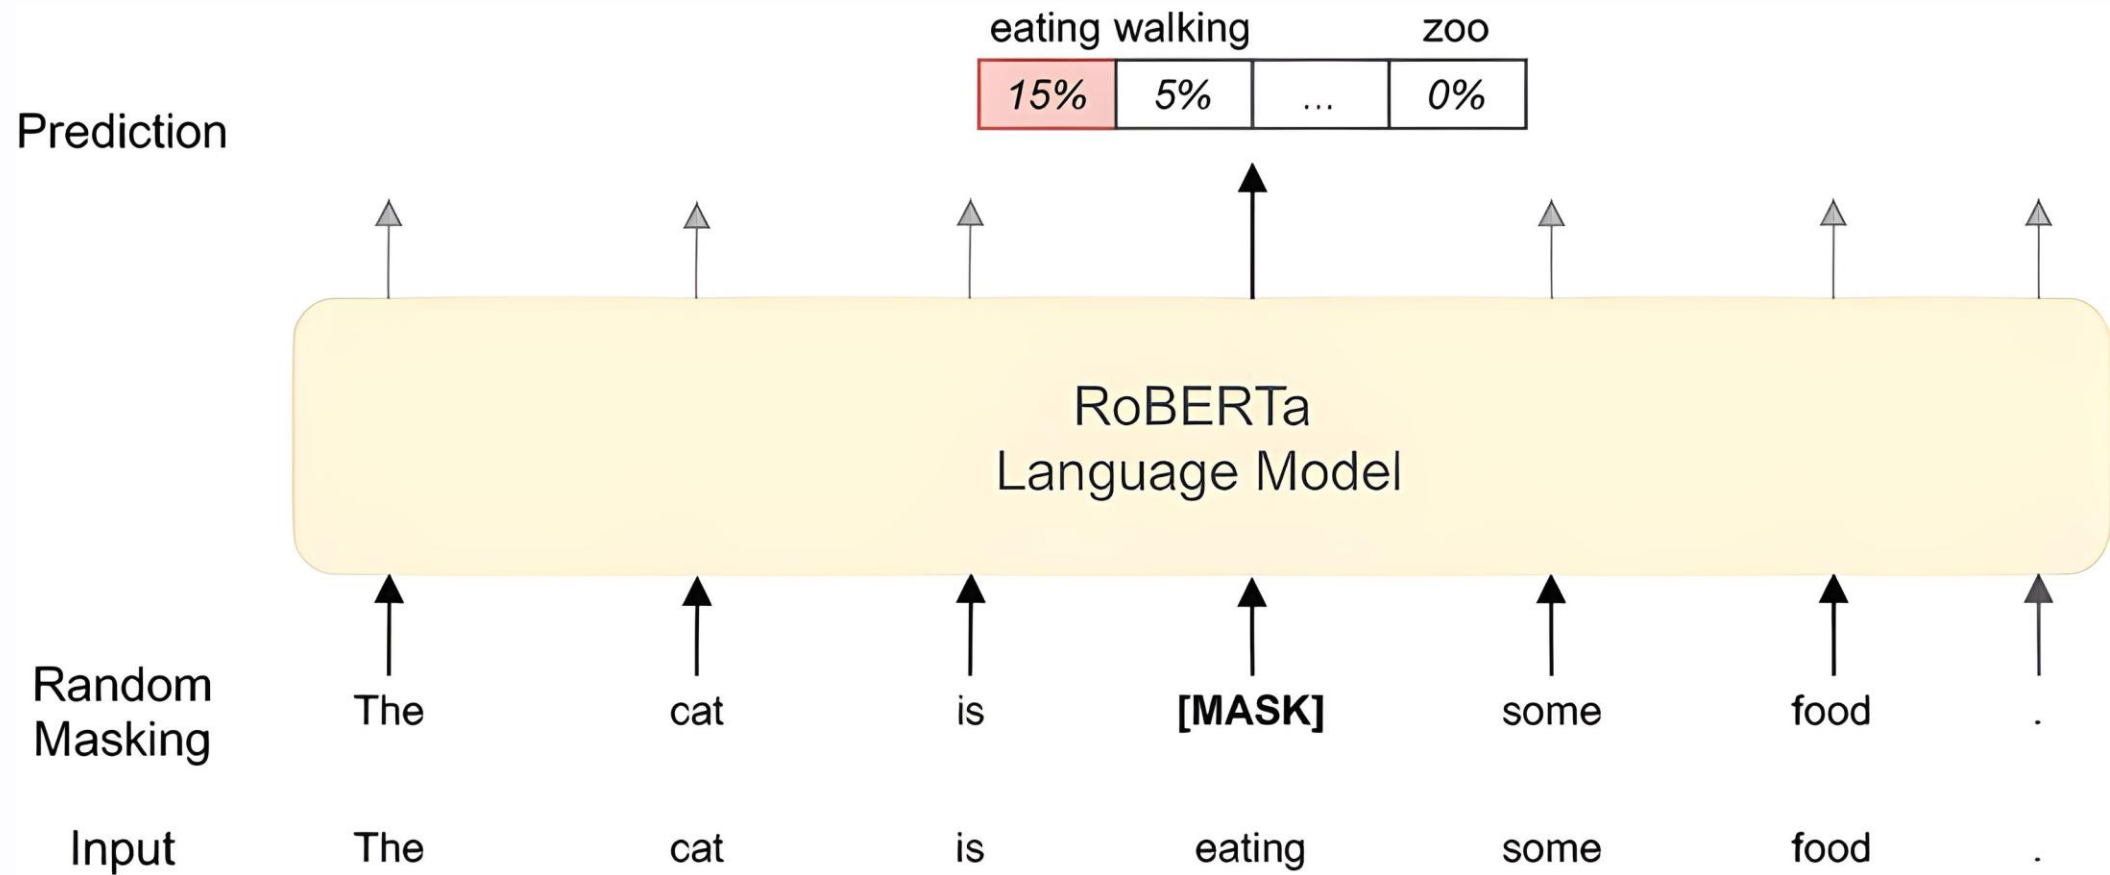 eating walking zoo
15% 5% ... 0%
Prediction
RoBERTa
Language Model
Random
Masking
The cat is [MASK] some food .
Input The cat is eating some food .